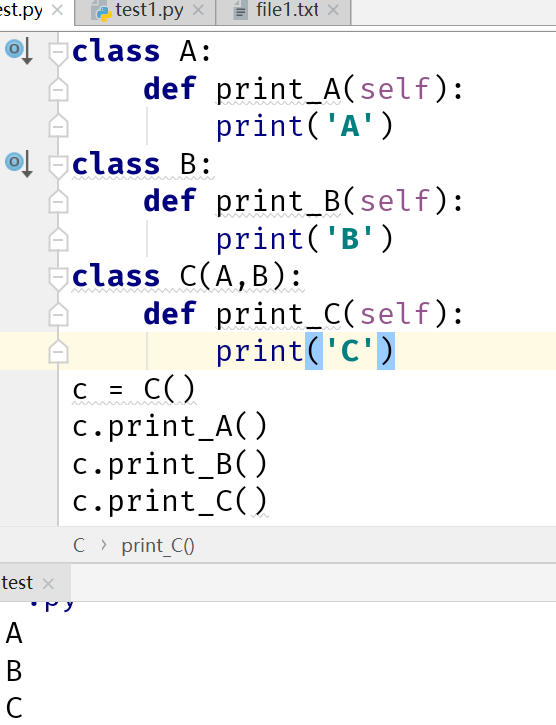 est.py
test1.py
file1.txt
class A:
def print_A(self):
print('A')
class B:
def print_B(self):
print('B')
class C(A,B):
def print_C(self):
print('C')
c = C()
c.print_A()
c.print_B()
c.print_C()
C › print_C()
test
.py
A
B
C